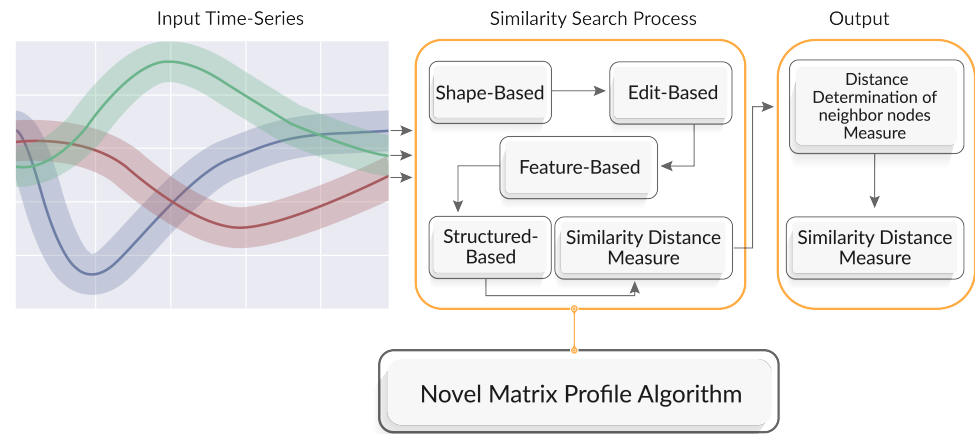 Input Time-Series
Similarity Search Process
Output
Shape-Based
Edit-Based
Feature-Based
Structured-
Based
Similarity Distance
Measure
Distance
Determination of
neighbor nodes
Measure
Similarity Distance
Measure
Novel Matrix Profile Algorithm